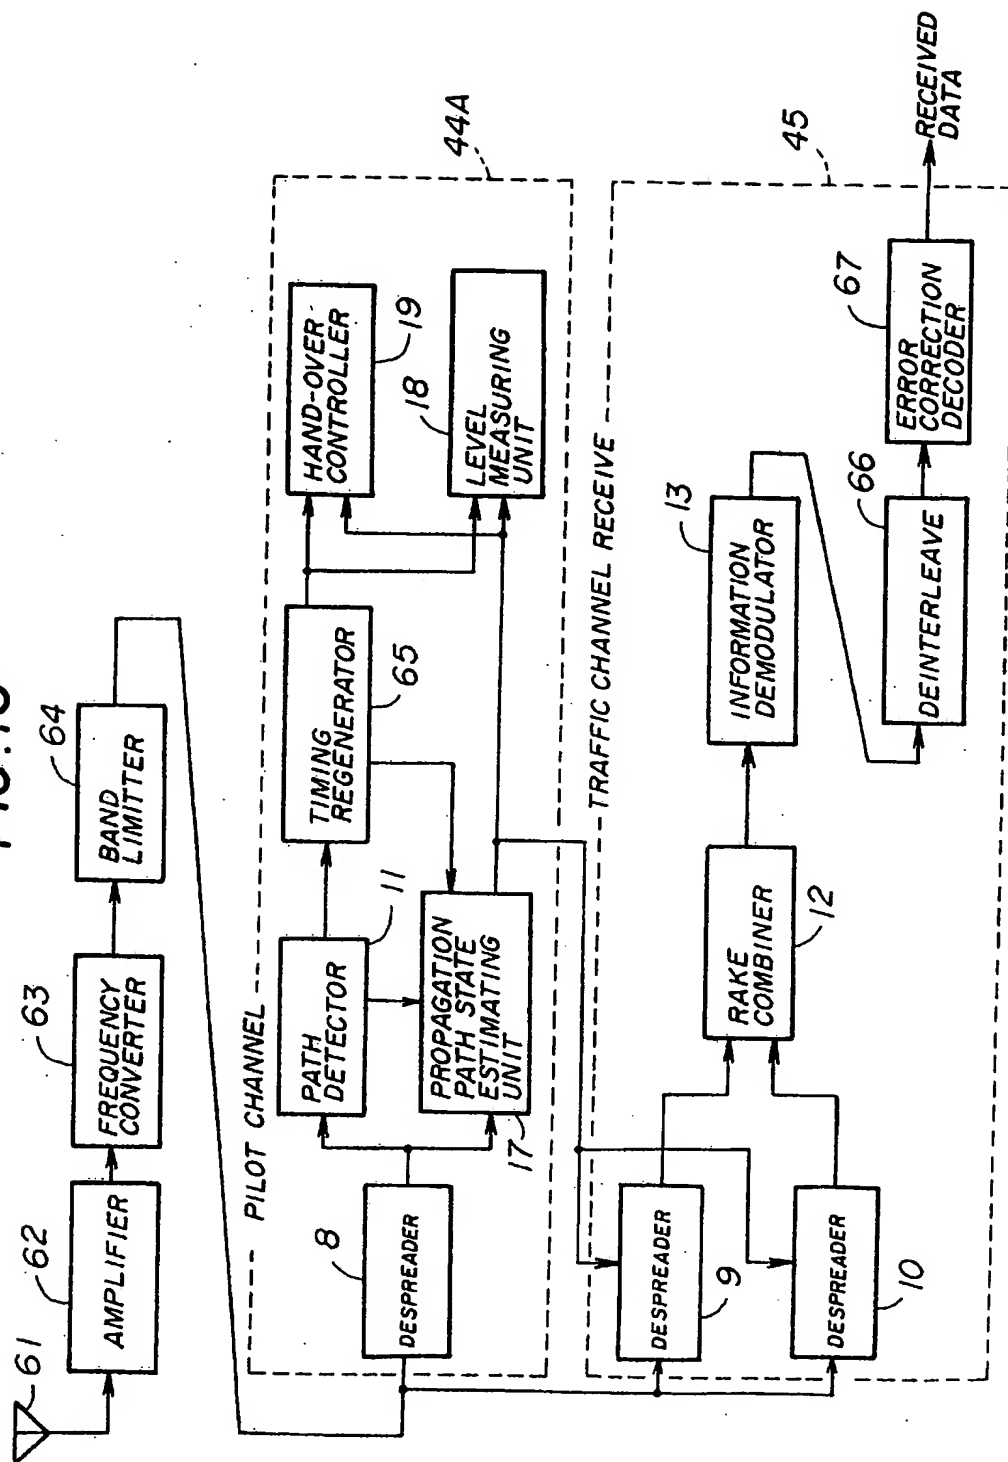 61
62
AMPLIFIER
63
FREQUENCY
CONVERTER
64
BAND
LIMITTER
PILOT CHANNEL
44A
8
DESPREADER
PATH
DETECTOR
11
TIMING
REGENERATOR
65
HAND-OVER
CONTROLLER
19
PROPAGATION
PATH STATE
ESTIMATING
UNIT
17
18
LEVEL
MEASURING
UNIT
TRAFFIC CHANNEL RECEIVE
45
DESPREADER
9
DESPREADER
10
RAKE
COMBINER
12
INFORMATION
DEMODULATOR
13
DEINTERLEAVE
66
ERROR
CORRECTION
DECODER
67
RECEIVED
DATA